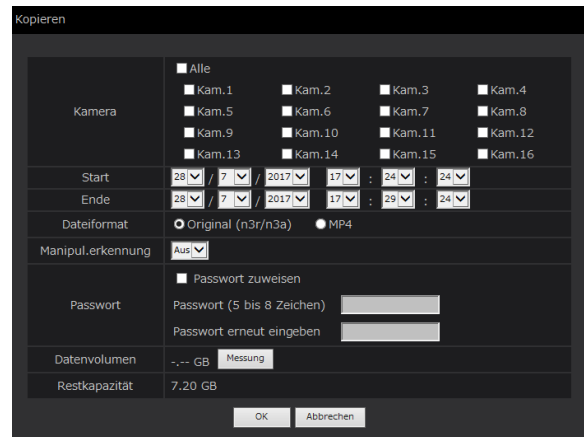 Kopieren
Alle
Kam.1 Kam.2 Kam.3 Kam.4
Kamera Kam.5 Kam.6 Kam.7 Kam.8
Kam.9 Kam.10 Kam.11 Kam.12
Kam.13 Kam.14 Kam.15 Kam.16
Start 28 / 7 / 2017 17 : 24 : 24
Ende 28 / 7 / 2017 17 : 29 : 24
Dateiformat Original (n3r/n3a) MP4
Manipul.erkennung Aus
Passwort zuweisen
Passwort Passwort (5 bis 8 Zeichen)
Passwort erneut eingeben
Datenvolumen -.-- GB Messung
Restkapazität 7.20 GB
OK Abbrechen